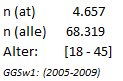 n (at) 4.657
n (alle) 68.319
Alter: [18 - 45]
GGSw1: (2005-2009)